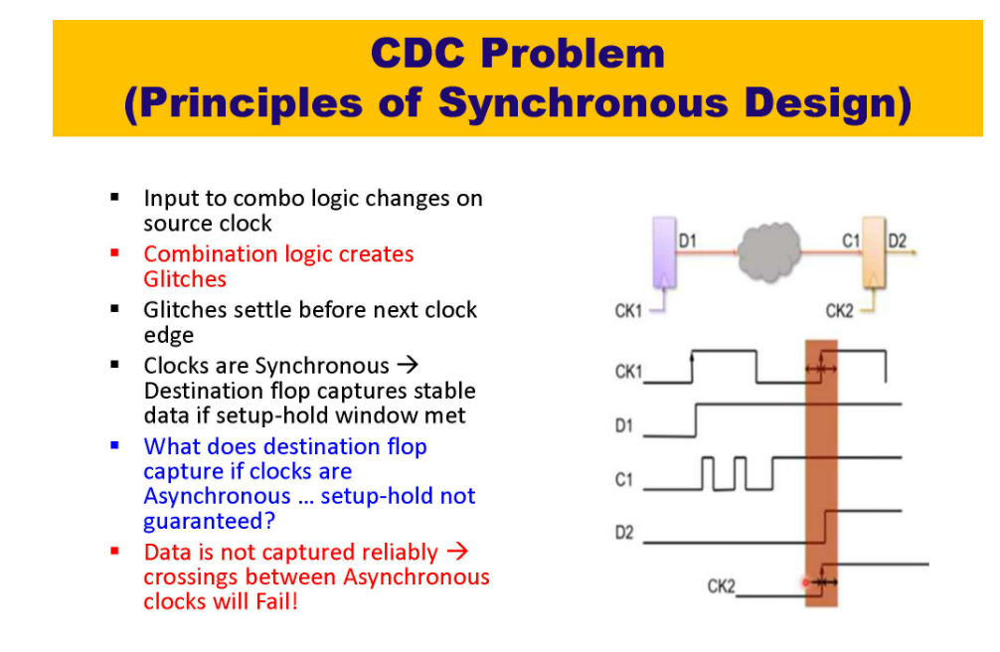 CDC Problem
(Principles of Synchronous Design)
▪ Input to combo logic changes on
source clock
▪ Combination logic creates
Glitches
▪ Glitches settle before next clock
edge
▪ Clocks are Synchronous →
Destination flop captures stable
data if setup-hold window met
▪ What does destination flop
capture if clocks are
Asynchronous ... setup-hold not
guaranteed?
▪ Data is not captured reliably →
crossings between Asynchronous
clocks will Fail!
D1
C1
D2
CK1
CK2
CK1
D1
C1
D2
CK2